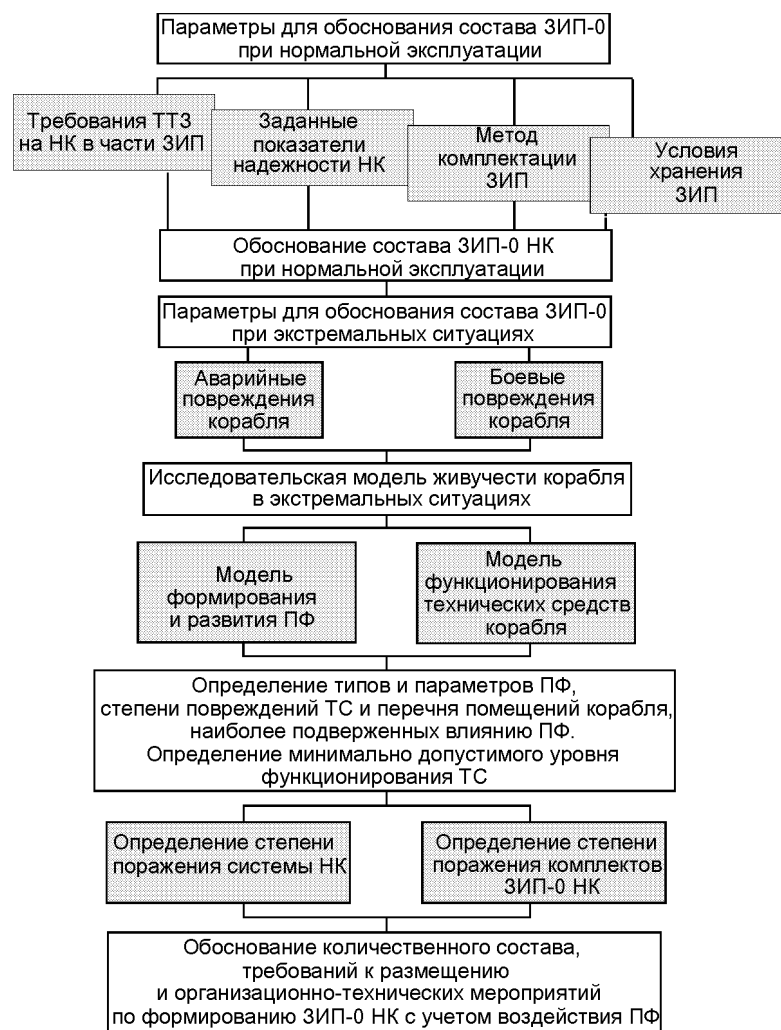 Параметры для обоснования состава ЗИП-0
при нормальной эксплуатации
Требования ТТЗ
на НК в части ЗИП
Заданные
показатели
надежности НК
Метод
комплектации
ЗИП
Условия
хранения
ЗИП
Обоснование состава ЗИП-0 НК
при нормальной эксплуатации
Параметры для обоснования состава ЗИП-0
при экстремальных ситуациях
Аварийные
повреждения
корабля
Боевые
повреждения
корабля
Исследовательская модель живучести корабля
в экстремальных ситуациях
Модель
формирования
и развития ПФ
Модель
функционирования
технических средств
корабля
Определение типов и параметров ПФ,
степени повреждений ТС и перечня помещений корабля,
наиболее подверженных влиянию ПФ.
Определение минимально допустимого уровня
функционирования ТС
Определение степени
поражения системы НК
Определение степени
поражения комплектов
ЗИП-0 НК
Обоснование количественного состава,
требований к размещению
и организационно-технических мероприятий
по формированию ЗИП-0 НК с учетом воздействия ПФ